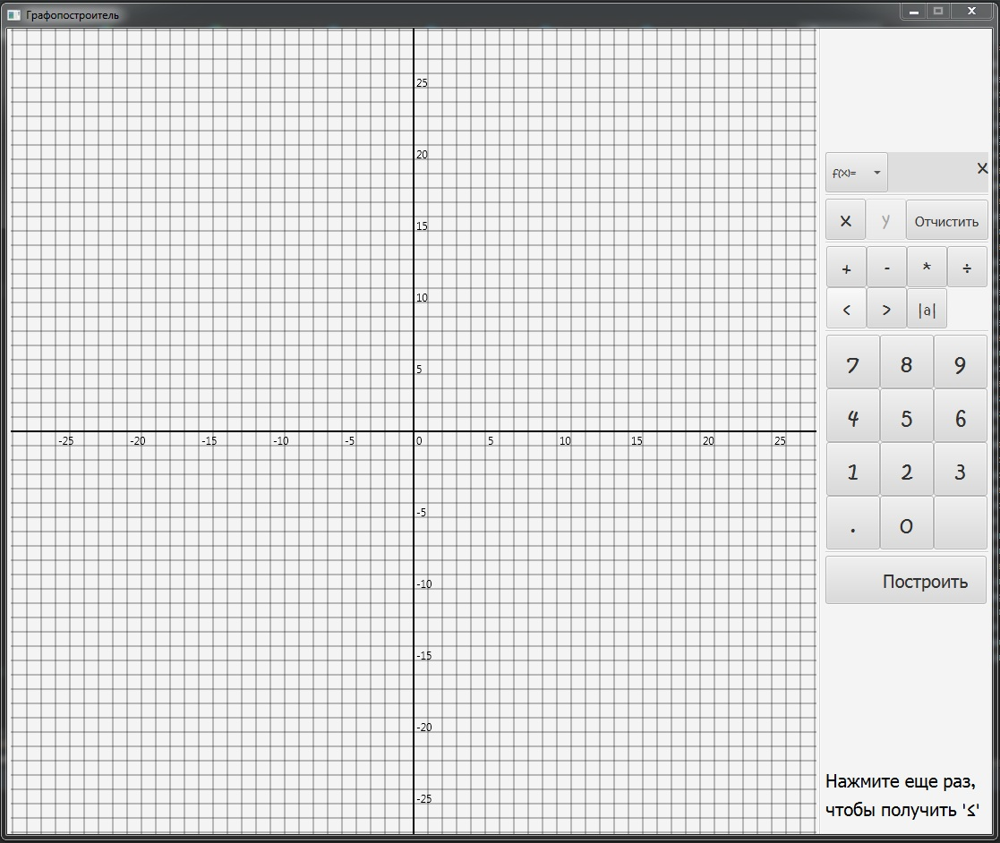 Графопостроитель
25
20
15
10
5
-25 -20 -15 -10 -5 0 5 10 15 20 25
-5
-10
-15
-20
-25
f(x)= x
x y Отчистить
+ - * ÷
< > |a|
7 8 9
4 5 6
1 2 3
. 0
Построить
Нажмите еще раз,
чтобы получить '≤'